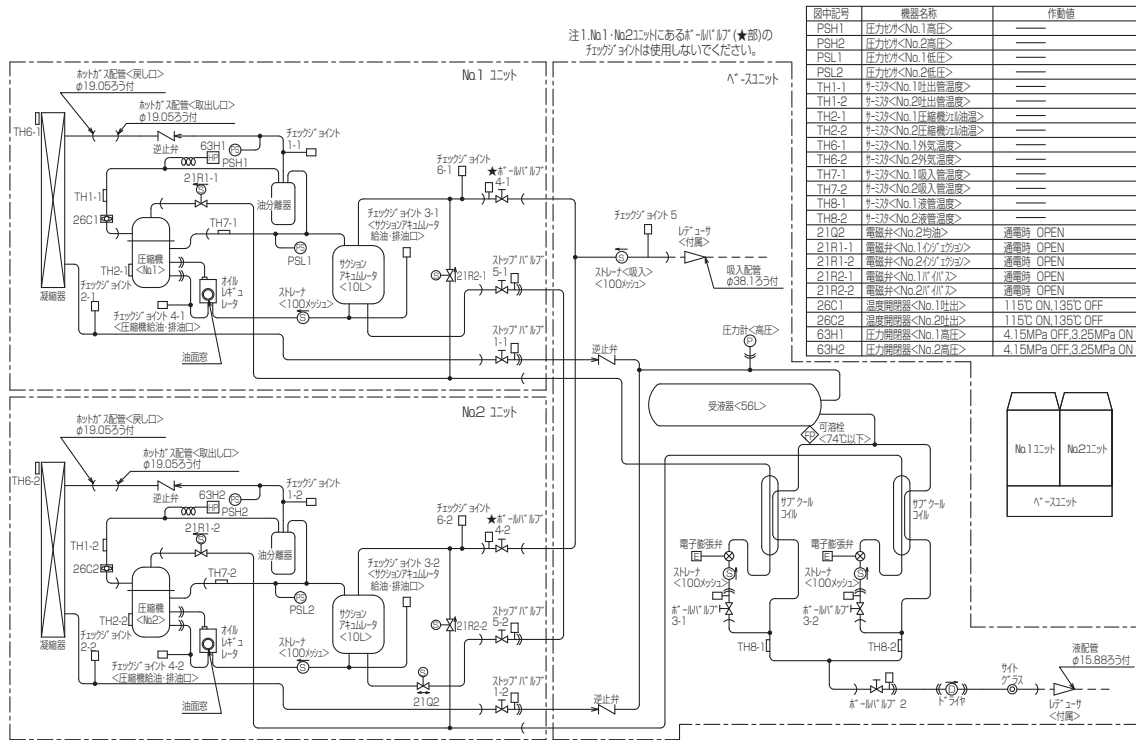 注1.No.1・No.2ユニットにあるボールバルブ(★部)の
チェックジョイントは使用しないでください。
図中記号 機器名称 作動値
PSH1 圧力センサ<No.1高圧> ――
PSH2 圧力センサ<No.2高圧> ――
PSL1 圧力センサ<No.1低圧> ――
PSL2 圧力センサ<No.2低圧> ――
TH1-1 サーミスタ<No.1吐出管温度> ――
TH1-2 サーミスタ<No.2吐出管温度> ――
TH2-1 サーミスタ<No.1圧縮機シェル油温> ――
TH2-2 サーミスタ<No.2圧縮機シェル油温> ――
TH6-1 サーミスタ<No.1外気温度> ――
TH6-2 サーミスタ<No.2外気温度> ――
TH7-1 サーミスタ<No.1吸入管温度> ――
TH7-2 サーミスタ<No.2吸入管温度> ――
TH8-1 サーミスタ<No.1液管温度> ――
TH8-2 サーミスタ<No.2液管温度> ――
21Q2 電磁弁<No.2均油> 通電時 OPEN
21R1-1 電磁弁<No.1インジェクション> 通電時 OPEN
21R1-2 電磁弁<No.2インジェクション> 通電時 OPEN
21R2-1 電磁弁<No.1バイパス> 通電時 OPEN
21R2-2 電磁弁<No.2バイパス> 通電時 OPEN
26C1 温度開閉器<No.1吐出> 115℃ ON,135℃ OFF
26C2 温度開閉器<No.2吐出> 115℃ ON,135℃ OFF
63H1 圧力開閉器<No.1高圧> 4.15MPa OFF,3.25MPa ON
63H2 圧力開閉器<No.2高圧> 4.15MPa OFF,3.25MPa ON
No.1 ユニット
ホットガス配管<戻し口>
φ19.05ろう付
ホットガス配管<取出し口>
φ19.05ろう付
TH6-1
逆止弁
63H1
HP
PS
PSH1
チェックジョイント
1-1
TH1-1
21R1-1
S
油分離器
26C1
TH7-1
圧縮機
<No.1>
PS
PSL1
チェックジョイント 3-1
<サクションアキュムレータ
給油・排油口>
サクション
アキュムレータ
<10L>
TH2-1
凝縮器
チェックジョイント
2-1
オイル
レギュ
レータ
チェックジョイント 4-1
<圧縮機給油・排油口>
ストレーナ
<100メッシュ>
S
油面窓
チェックジョイント
6-1
★ボールバルブ
4-1
S
21R2-1
ストップバルブ
5-1
ストップバルブ
1-1
No.2 ユニット
ホットガス配管<戻し口>
φ19.05ろう付
ホットガス配管<取出し口>
φ19.05ろう付
TH6-2
逆止弁
63H2
HP
PS
PSH2
チェックジョイント
1-2
TH1-2
21R1-2
S
油分離器
26C2
TH7-2
圧縮機
<No.2>
PS
PSL2
チェックジョイント 3-2
<サクションアキュムレータ
給油・排油口>
サクション
アキュムレータ
<10L>
TH2-2
凝縮器
チェックジョイント
2-2
オイル
レギュ
レータ
チェックジョイント 4-2
<圧縮機給油・排油口>
ストレーナ
<100メッシュ>
S
油面窓
S
21Q2
チェックジョイント
6-2
★ボールバルブ
4-2
S
21R2-2
ストップバルブ
5-2
ストップバルブ
1-2
ベースユニット
チェックジョイント 5
レデューサ
<付属>
S
ストレーナ<吸入>
<100メッシュ>
吸入配管
φ38.1ろう付
圧力計<高圧>
P
逆止弁
受液器<56L>
FP
可溶栓
<74℃以下>
サブクール
コイル
サブクール
コイル
電子膨張弁
E
ストレーナ
<100メッシュ>
S
ボールバルブ
3-1
電子膨張弁
E
ストレーナ
<100メッシュ>
S
ボールバルブ
3-2
TH8-1
TH8-2
逆止弁
ボールバルブ 2
D
ドライヤ
サイト
グラス
液配管
φ15.88ろう付
レデューサ
<付属>
No.1ユニット
No.2ユニット
ベースユニット